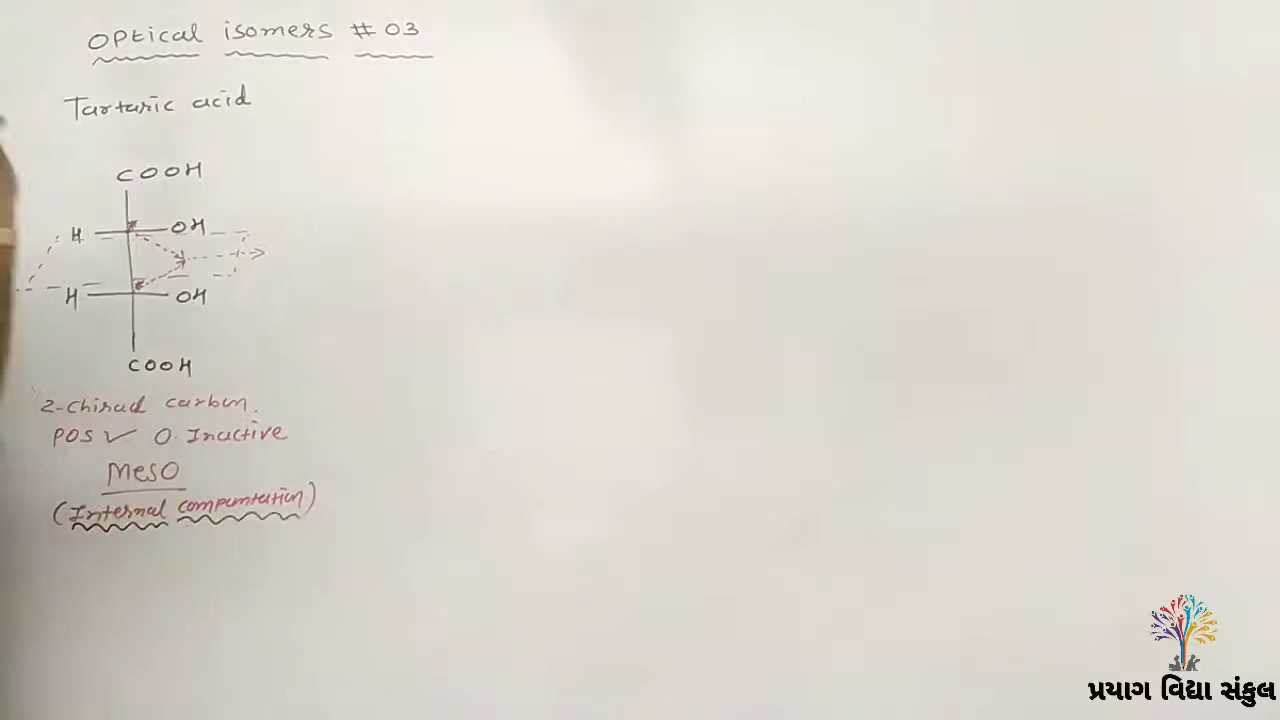 Optical isomers # 03
Tartaric acid
COOH
H OH
H OH
COOH
2-Chiral carbon.
POS ✓ O. Inactive
Meso
(Internal compensation)
પ્રયાગ વિદ્યા સંકુલ